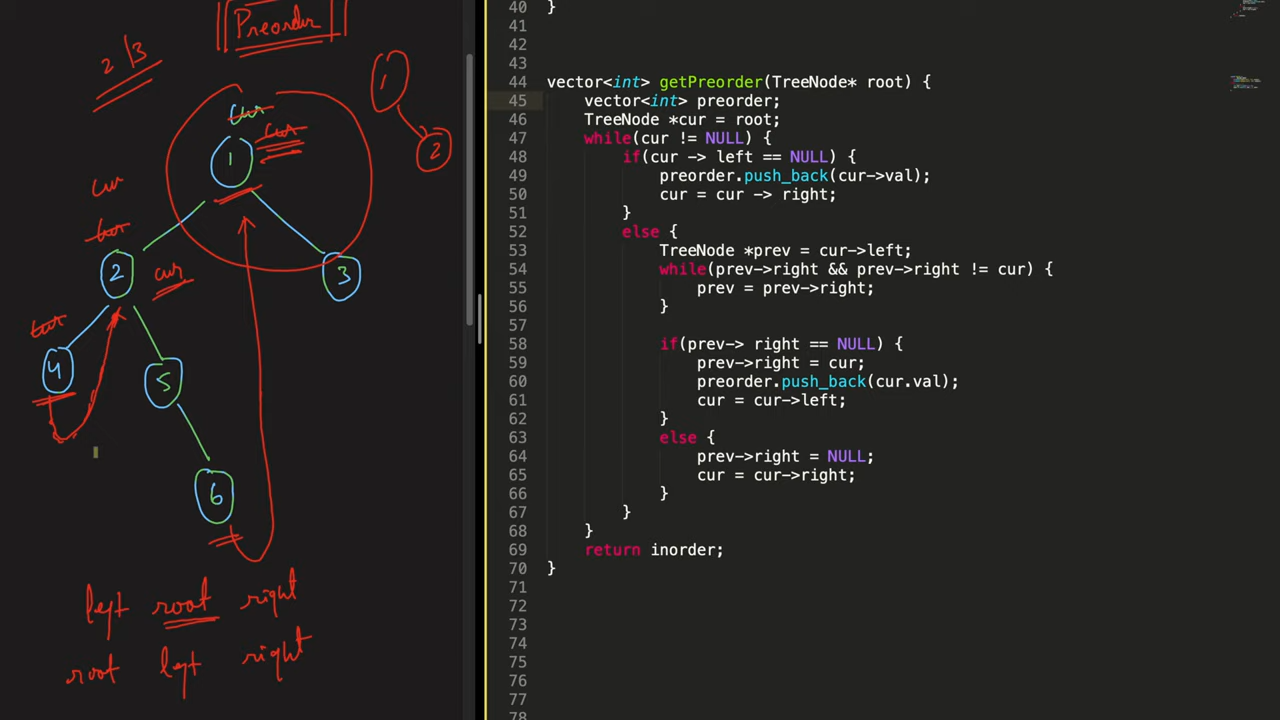 Preorder
2/3
1
2
cur
cur
1
cur
cur
2
cur
3
cur
4
5
6
left root right
root left right
40 }
41
42
43
44 vector<int> getPreorder(TreeNode* root) {
45 vector<int> preorder;
46 TreeNode *cur = root;
47 while(cur != NULL) {
48 if(cur -> left == NULL) {
49 preorder.push_back(cur->val);
50 cur = cur -> right;
51 }
52 else {
53 TreeNode *prev = cur->left;
54 while(prev->right && prev->right != cur) {
55 prev = prev->right;
56 }
57
58 if(prev-> right == NULL) {
59 prev->right = cur;
60 preorder.push_back(cur.val);
61 cur = cur->left;
62 }
63 else {
64 prev->right = NULL;
65 cur = cur->right;
66 }
67 }
68 }
69 return inorder;
70 }
71
72
73
74
75
76
77
78